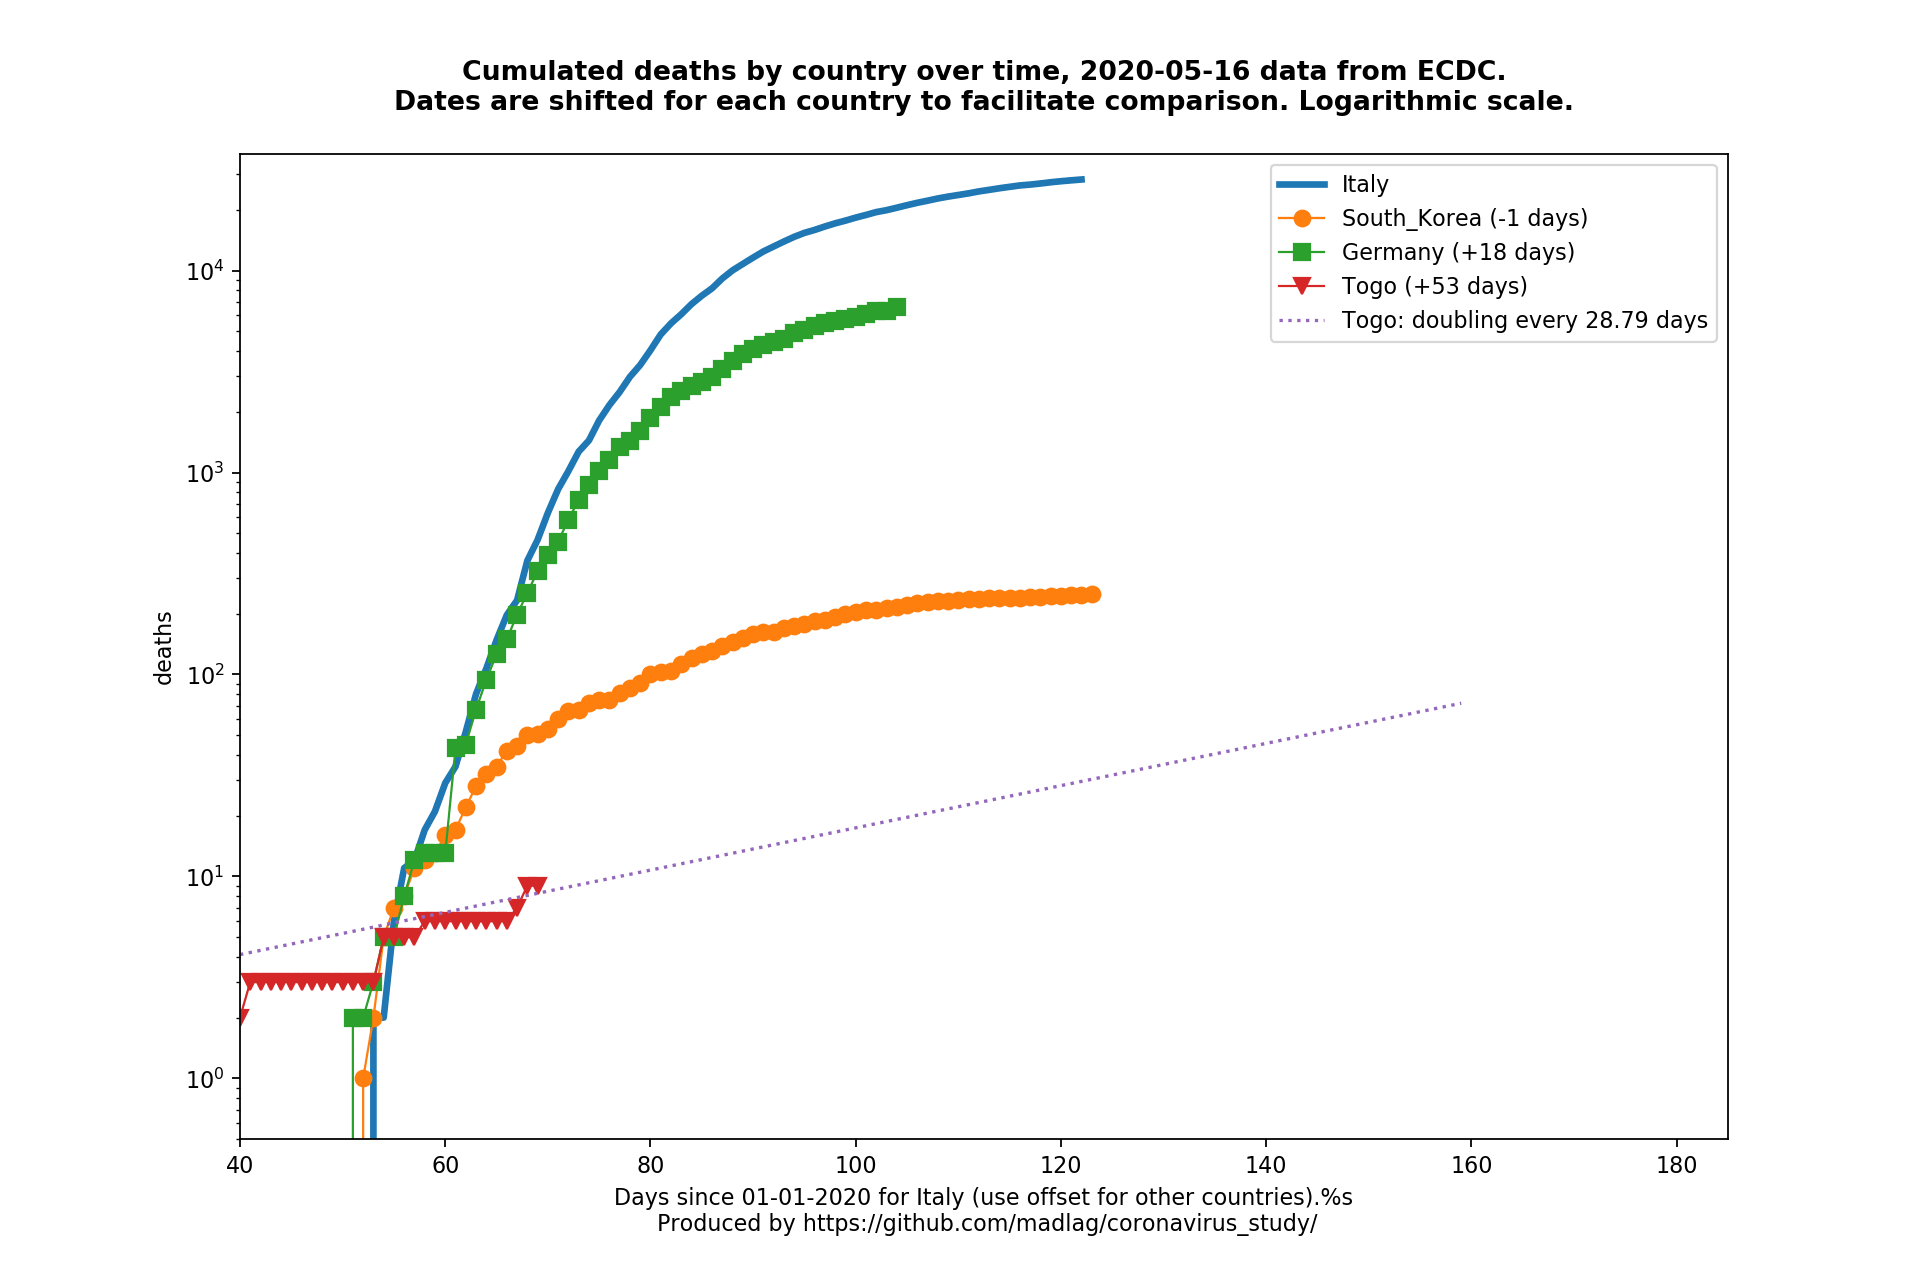 Cumulated deaths by country over time, 2020-05-16 data from ECDC.
Dates are shifted for each country to facilitate comparison. Logarithmic scale.
Italy
South_Korea (-1 days)
Germany (+18 days)
Togo (+53 days)
Togo: doubling every 28.79 days
deaths
10⁴
10³
10²
10¹
10⁰
40 60 80 100 120 140 160 180
Days since 01-01-2020 for Italy (use offset for other countries).%s
Produced by https://github.com/madlag/coronavirus_study/